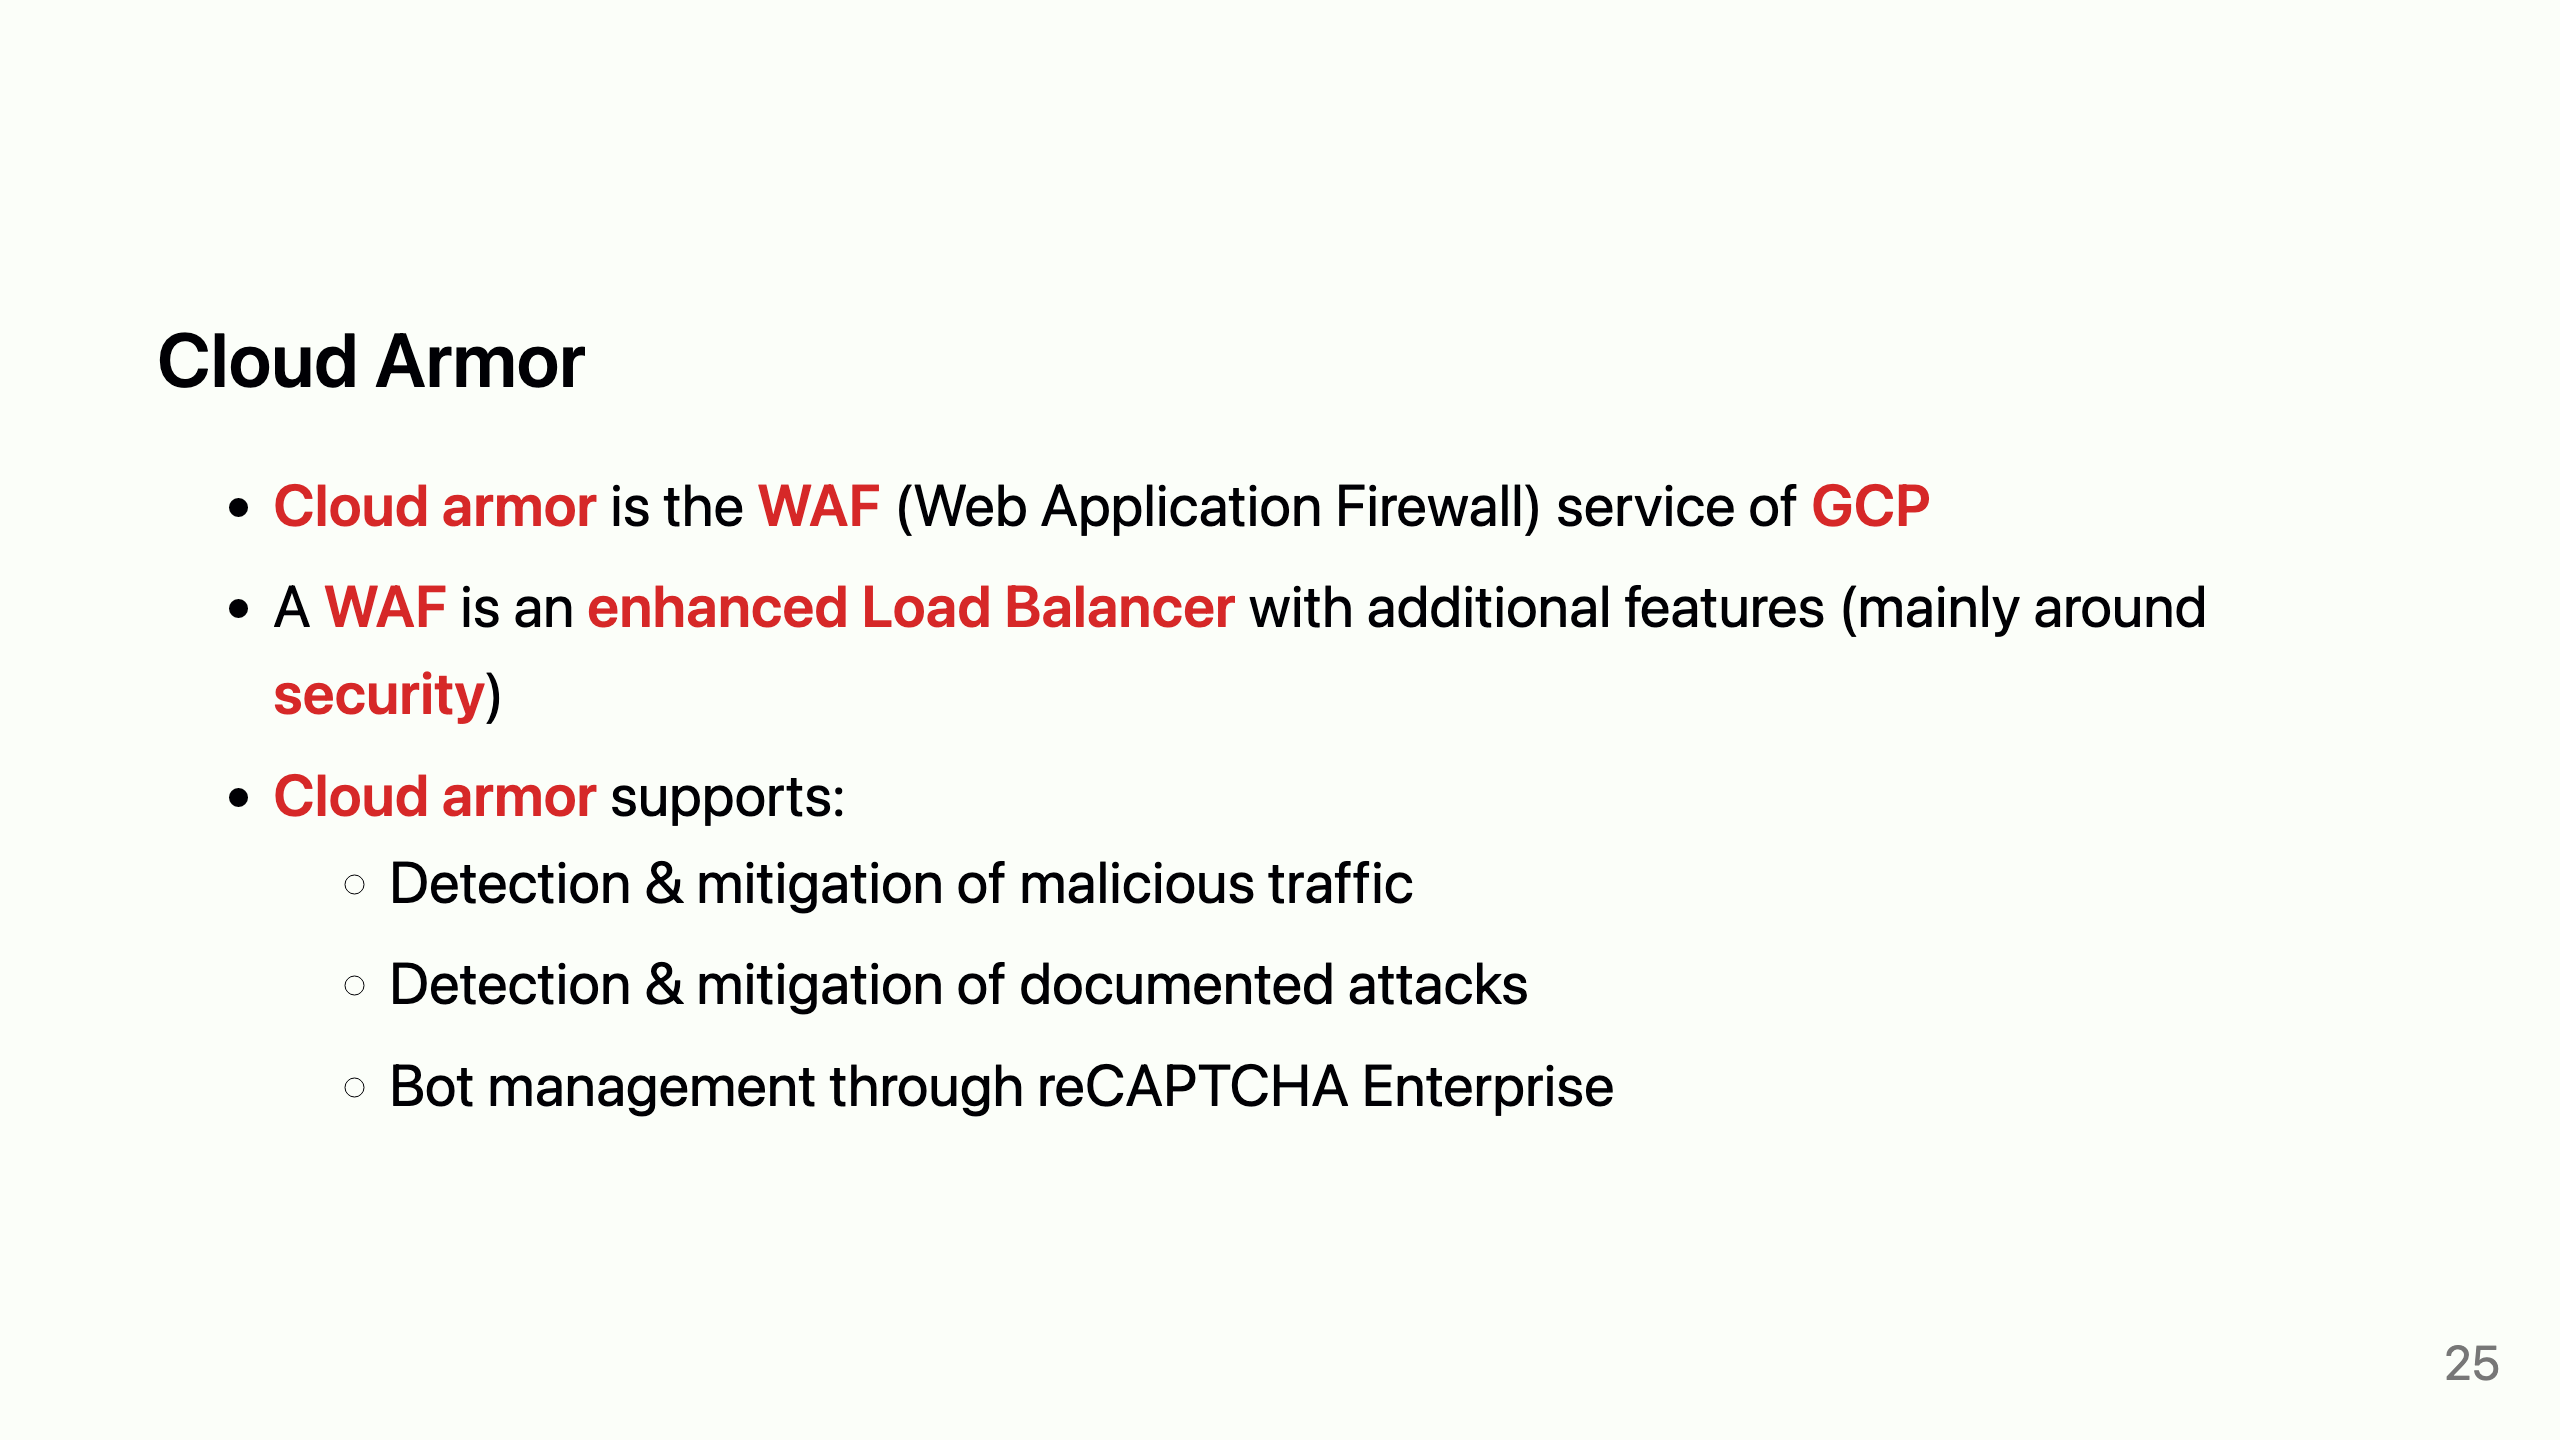 Cloud Armor
• Cloud armor is the WAF (Web Application Firewall) service of GCP
• A WAF is an enhanced Load Balancer with additional features (mainly around
security)
• Cloud armor supports:
○ Detection & mitigation of malicious traffic
○ Detection & mitigation of documented attacks
○ Bot management through reCAPTCHA Enterprise
25